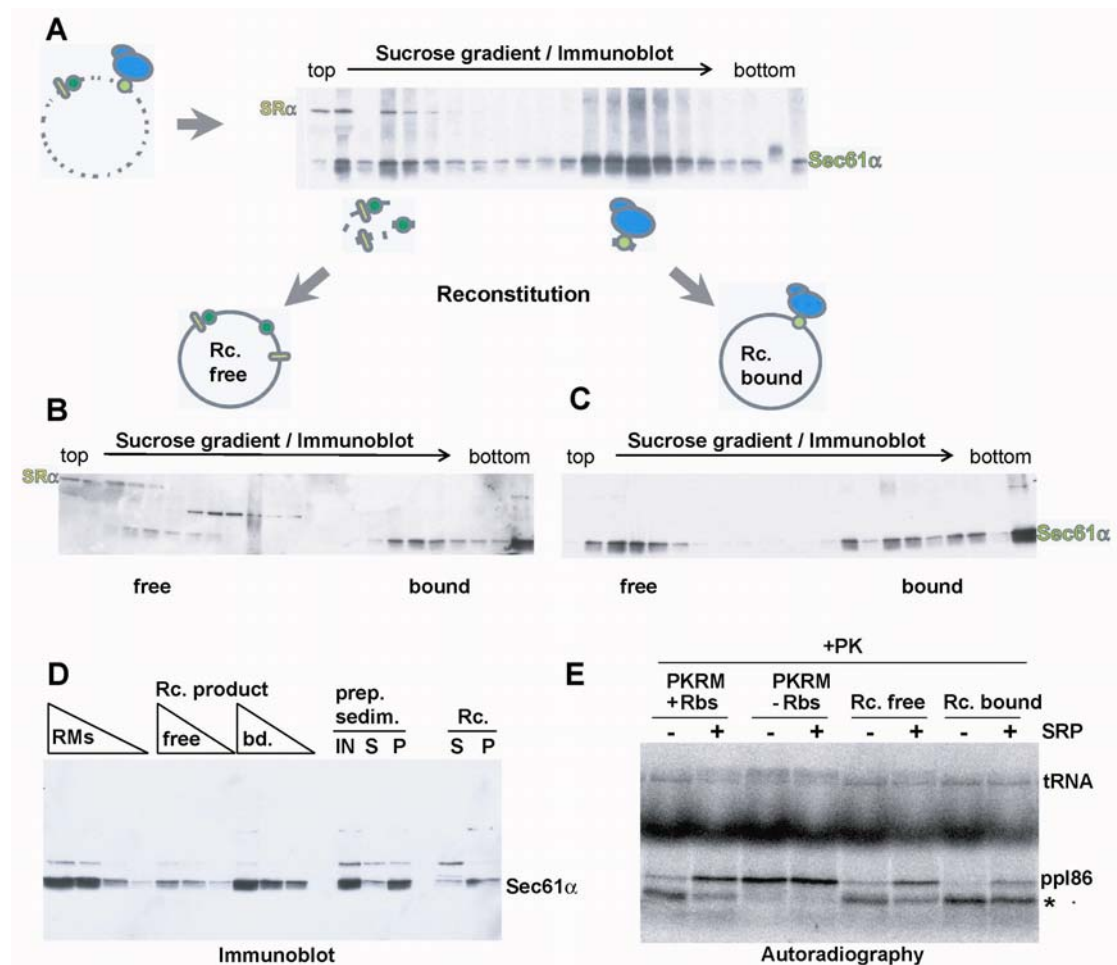 A
Sucrose gradient / Immunoblot
top
bottom
SRα
Sec61α
Reconstitution
Rc.
free
Rc.
bound
B
Sucrose gradient / Immunoblot
top
bottom
SRα
free
bound
C
Sucrose gradient / Immunoblot
top
bottom
Sec61α
free
bound
D
Rc. product
RMs
free
bd.
prep.
sedim.
IN S P
Rc.
S P
Sec61α
Immunoblot
E
+PK
PKRM
+Rbs
PKRM
-Rbs
Rc. free
Rc. bound
- + - + - + - + SRP
tRNA
ppl86
*
Autoradiography